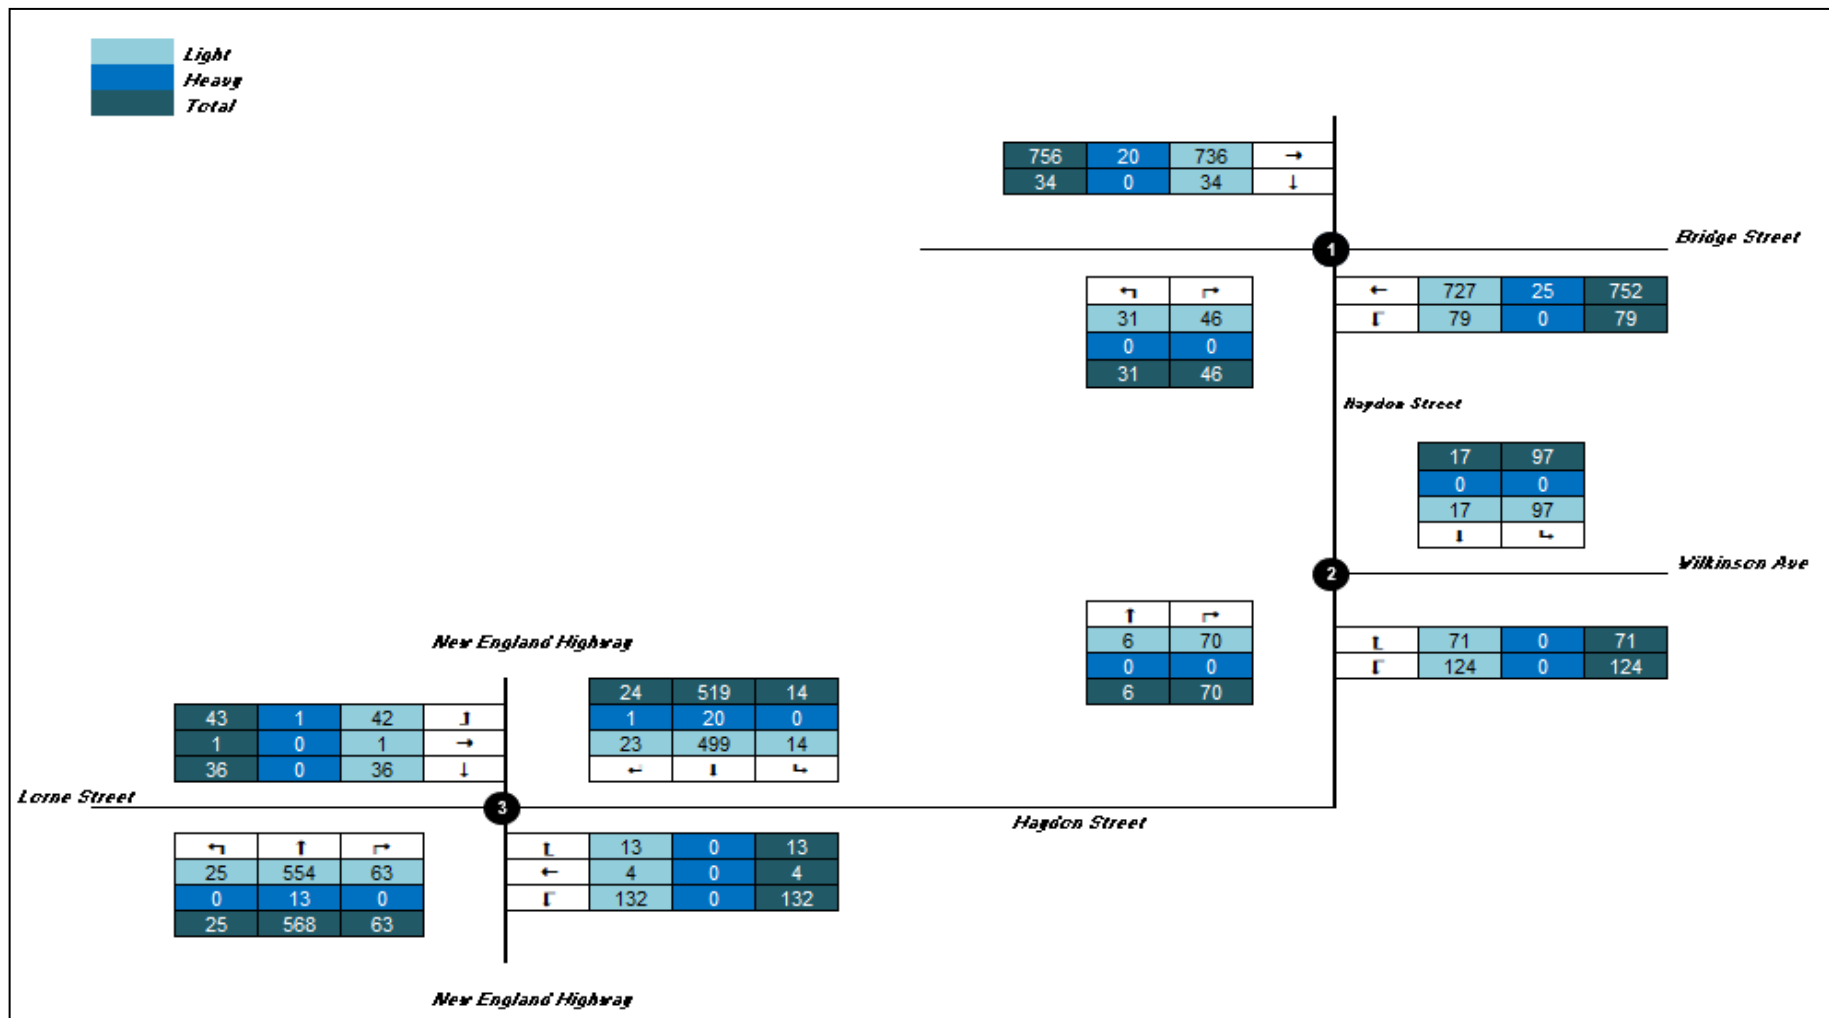 Light
Heavy
Total
756 20 736 →
34 0 34 ↓
1
Bridge Street
↰ ↱
31 46
0 0
31 46
← 727 25 752
↱ 79 0 79
Haydon Street
17 97
0 0
17 97
⬇ ↳
2
Wilkinson Ave
↑ ↱
6 70
0 0
6 70
71 0 71
124 0 124
New England Highway
24 519 14
1 20 0
23 499 14
43 1 42
1 0 1 →
36 0 36 ↓
Lorne Street
3
Haydon Street
↰ ↑ ↱
25 554 63
0 13 0
25 568 63
13 0 13
← 4 0 4
132 0 132
New England Highway